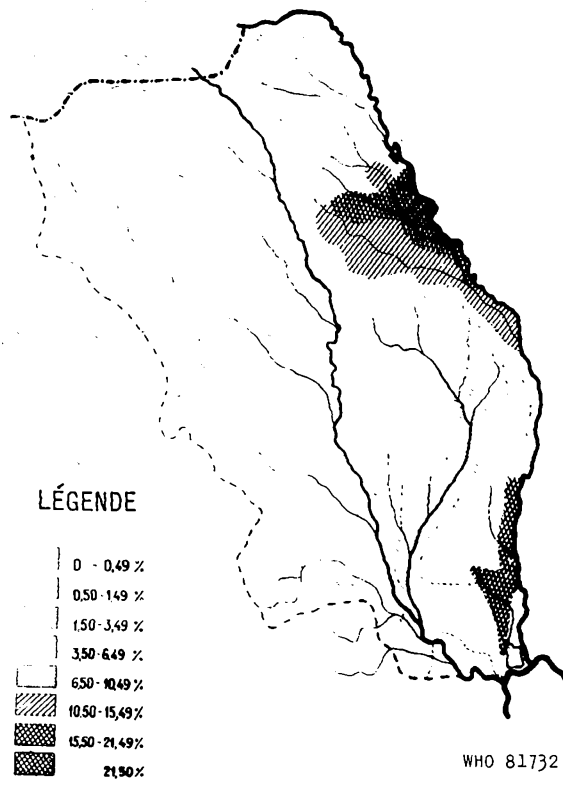 LÉGENDE
0 - 0,49 %
0,50 - 1,49 %
1,50 - 3,49 %
3,50 - 6,49 %
6,50 - 10,49 %
10,50 - 15,49 %
15,50 - 21,49 %
21,50 %
WHO 81732